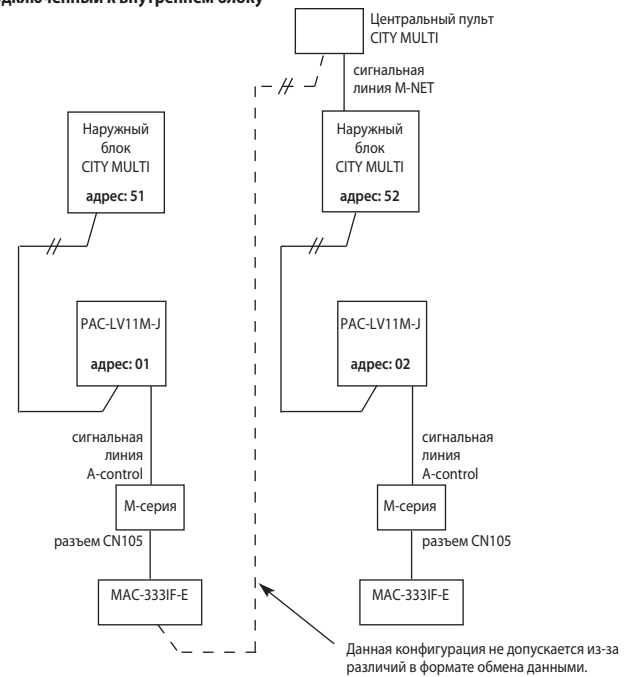 дключенный к внутреннем блоку
Центральный пульт
CITY MULTI
сигнальная
линия M-NET
Наружный
блок
CITY MULTI
адрес: 51
Наружный
блок
CITY MULTI
адрес: 52
PAC-LV11M-J
адрес: 01
PAC-LV11M-J
адрес: 02
сигнальная
линия
A-control
сигнальная
линия
A-control
М-серия
М-серия
разъем CN105
разъем CN105
MAC-333IF-E
MAC-333IF-E
Данная конфигурация не допускается из-за
различий в формате обмена данными.